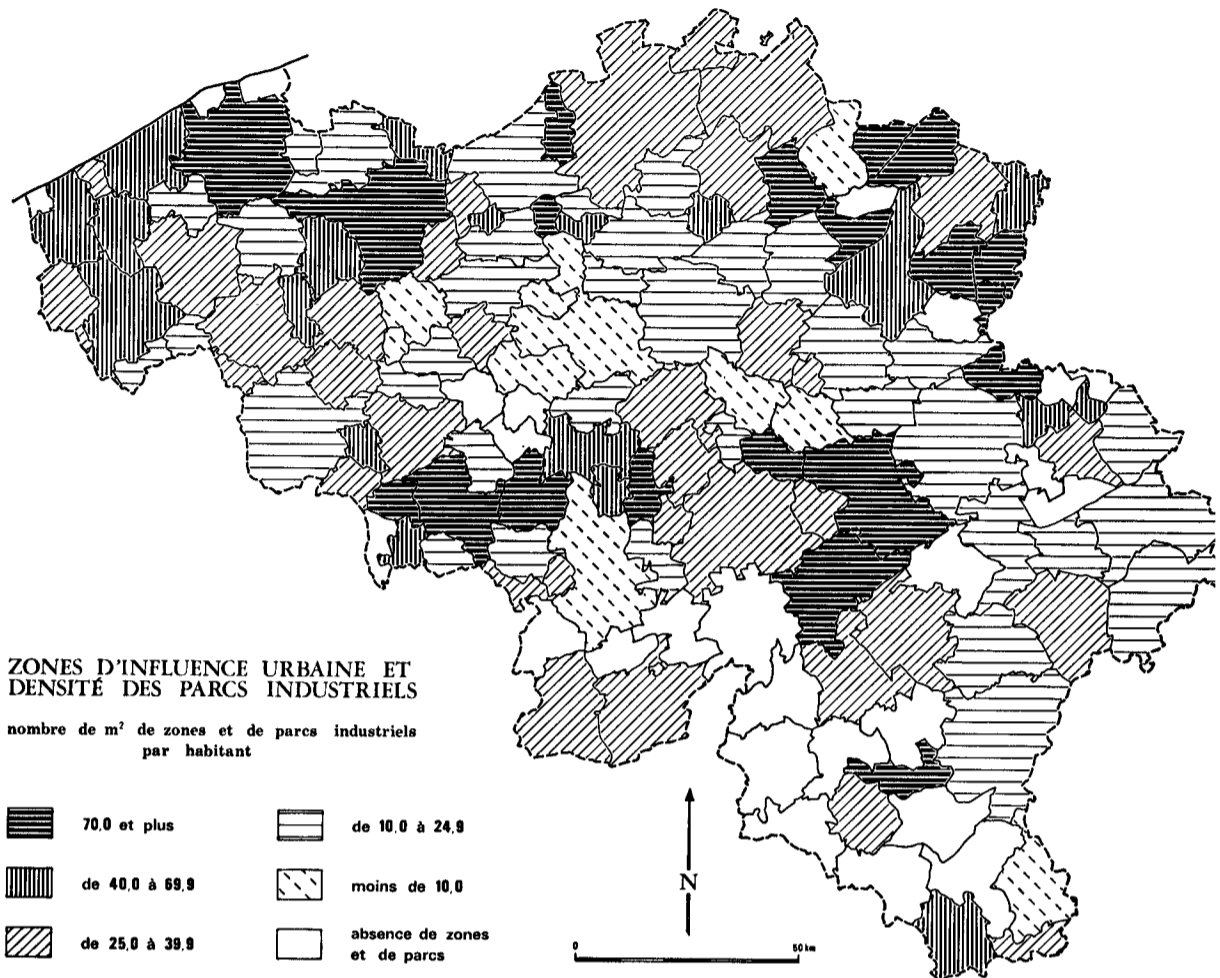 ZONES D'INFLUENCE URBAINE ET
DENSITÉ DES PARCS INDUSTRIELS
nombre de m² de zones et de parcs industriels
par habitant
70,0 et plus
de 40,0 à 69,9
de 25,0 à 39,9
de 10,0 à 24,9
moins de 10,0
absence de zones
et de parcs
N
0 50 km